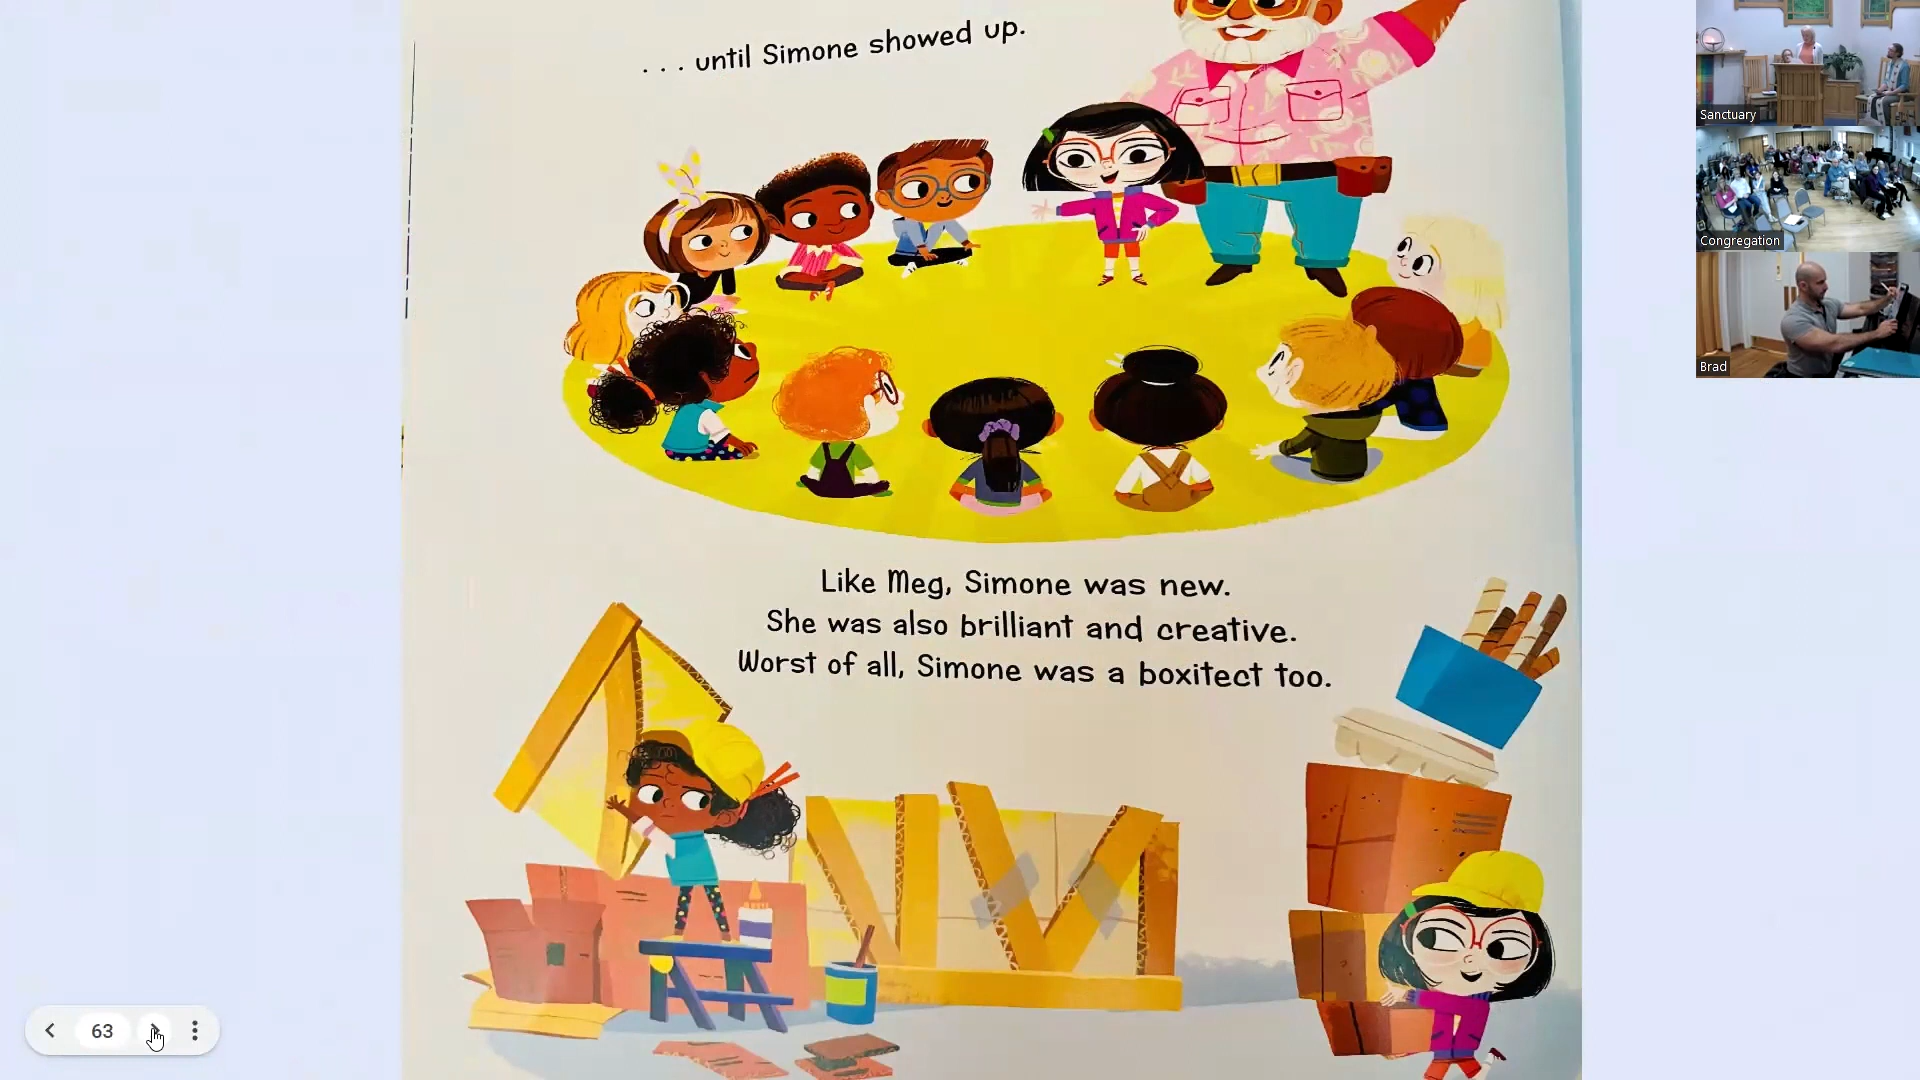 . . . until Simone showed up.
Like Meg, Simone was new.
She was also brilliant and creative.
Worst of all, Simone was a boxitect too.
Sanctuary
Congregation
Brad
63